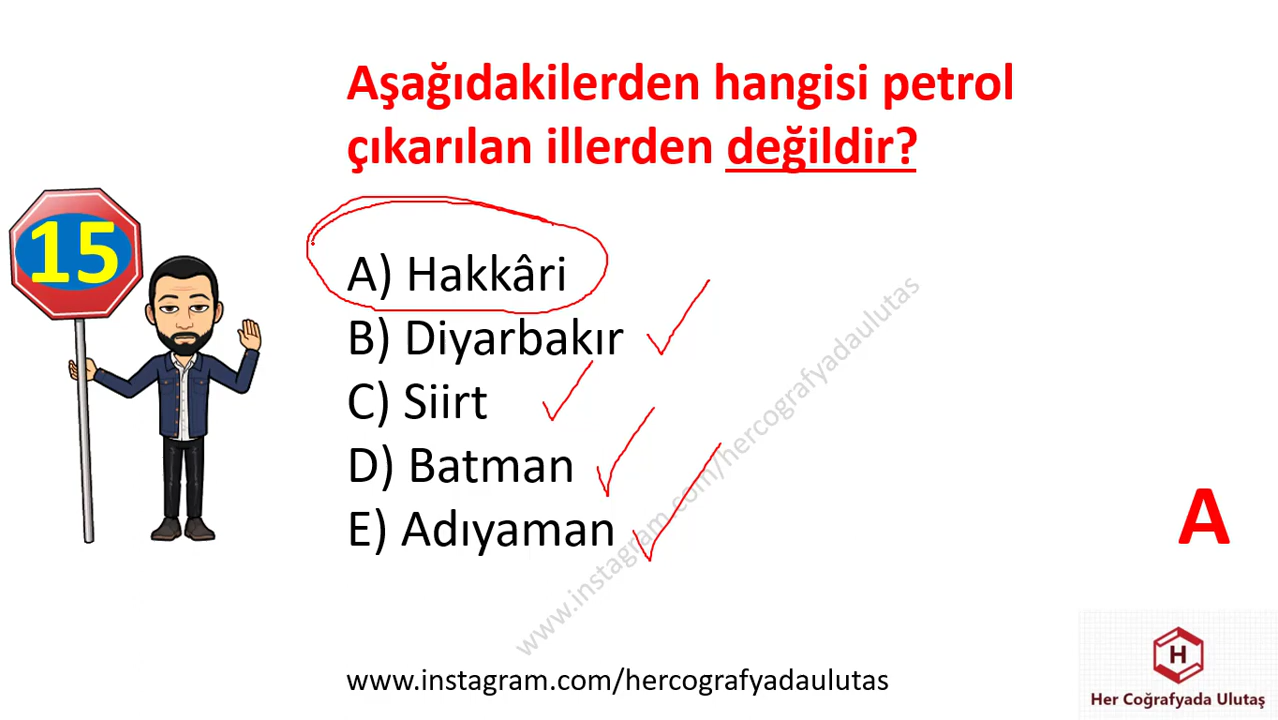 Aşağıdakilerden hangisi petrol
çıkarılan illerden değildir?
15
A) Hakkâri
B) Diyarbakır
C) Siirt
D) Batman
E) Adıyaman
A
www.instagram.com/hercografyadaulutas
www.instagram.com/hercografyadaulutas
H
Her Coğrafyada Ulutaş